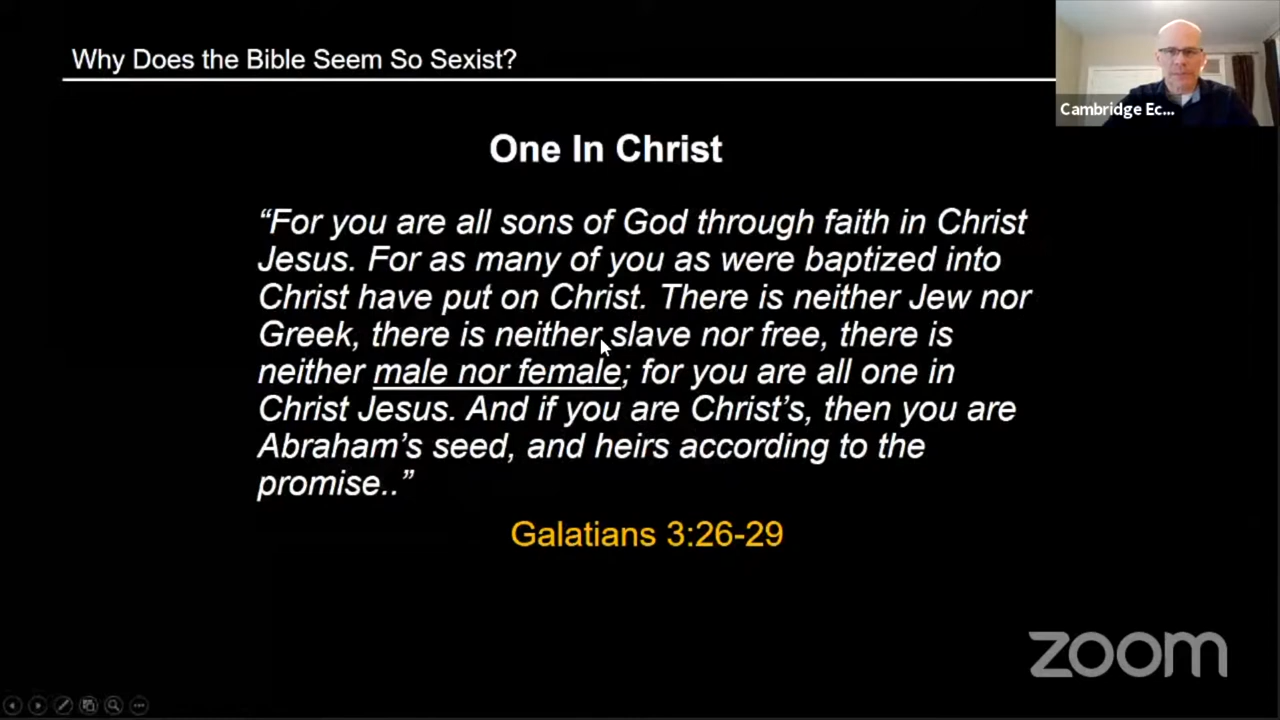 Why Does the Bible Seem So Sexist?
Cambridge Ec...
One In Christ
“For you are all sons of God through faith in Christ
Jesus. For as many of you as were baptized into
Christ have put on Christ. There is neither Jew nor
Greek, there is neither slave nor free, there is
neither male nor female; for you are all one in
Christ Jesus. And if you are Christ’s, then you are
Abraham’s seed, and heirs according to the
promise..”
Galatians 3:26-29
zoom